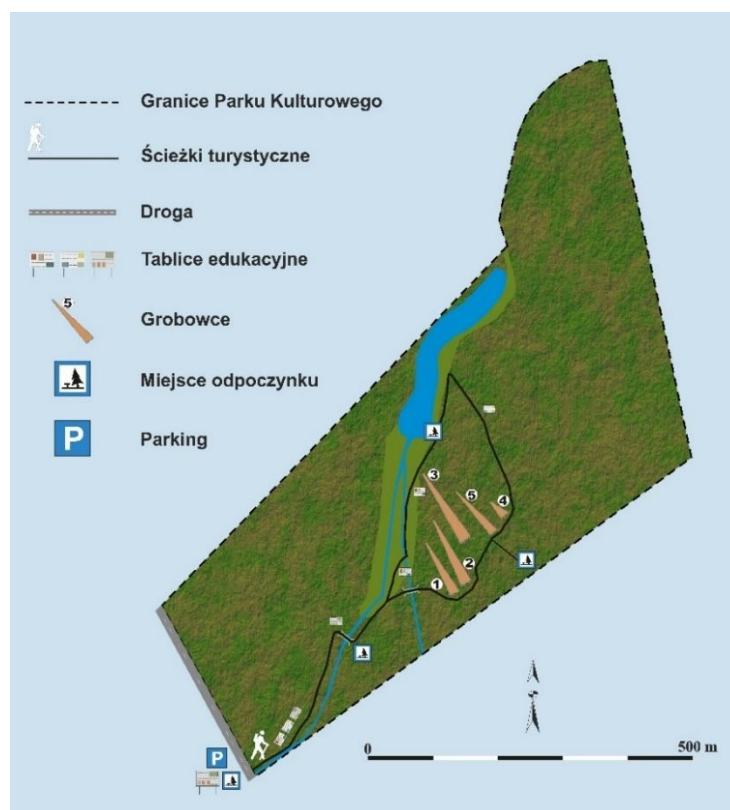 Granice Parku Kulturowego
Ścieżki turystyczne
Droga
Tablice edukacyjne
5
Grobowce
Miejsce odpoczynku
P
Parking
3
5
4
2
1
P
0
500 m